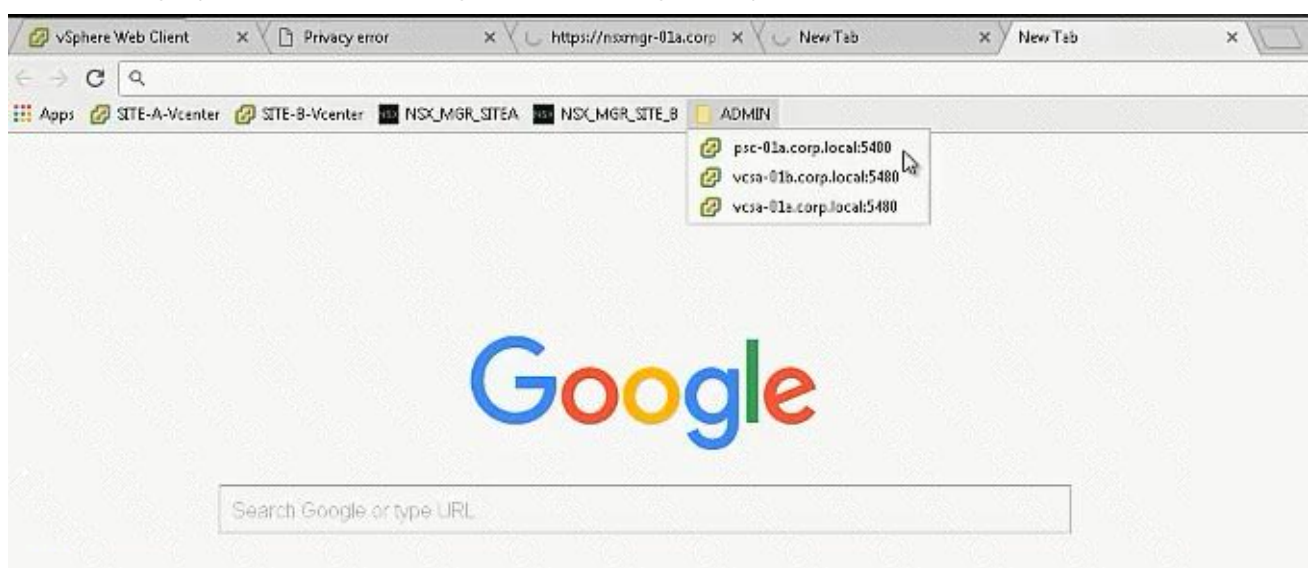 vSphere Web Client
Privacy error
https://nsxmgr-01a.corp
New Tab
New Tab
Apps
SITE-A-Vcenter
SITE-B-Vcenter
NSX NSX_MGR_SITEA
NSX NSX_MGR_SITE_B
ADMIN
psc-01a.corp.local:5480
vcsa-01b.corp.local:5480
vcsa-01a.corp.local:5480
Google
Search Google or type URL